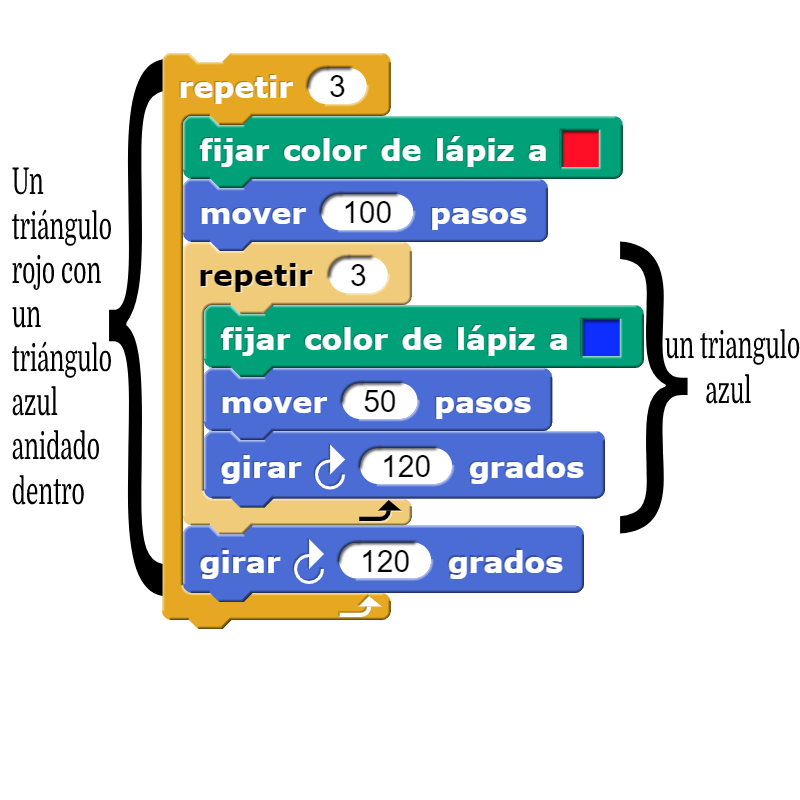 repetir 3
fijar color de lápiz a
mover 100 pasos
repetir 3
fijar color de lápiz a
mover 50 pasos
girar 120 grados
girar 120 grados
Un
triángulo
rojo con
un
triángulo
azul
anidado
dentro
un triangulo
azul